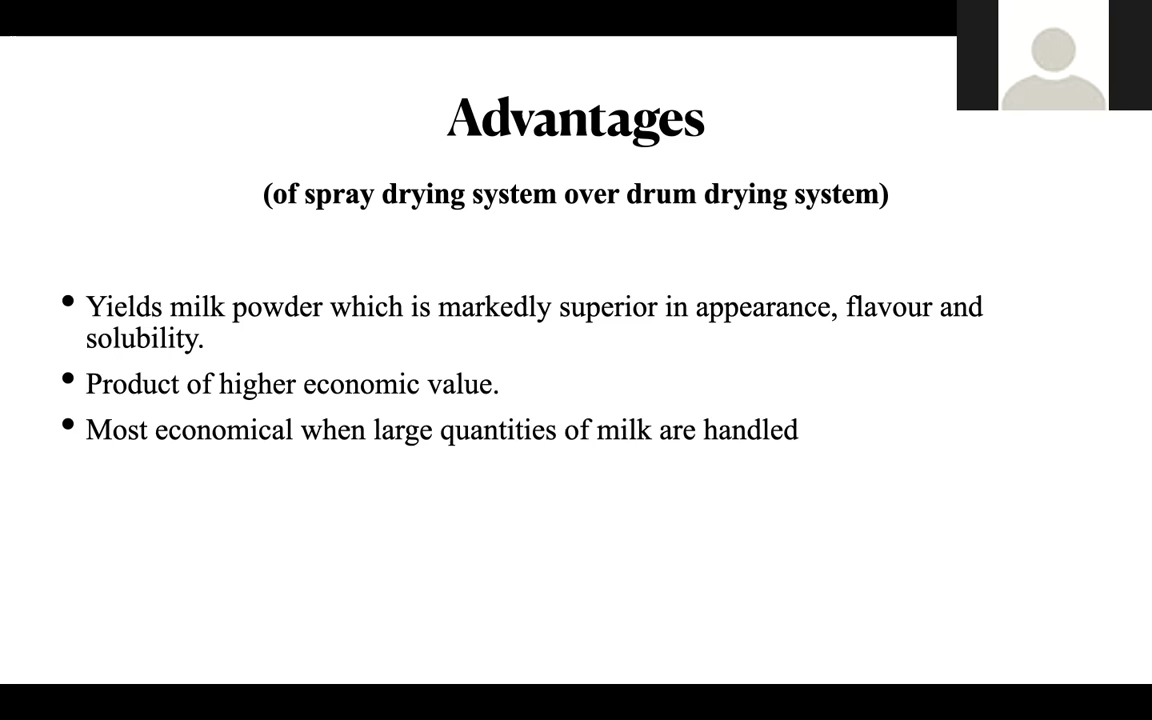 Advantages
(of spray drying system over drum drying system)
• Yields milk powder which is markedly superior in appearance, flavour and
solubility.
• Product of higher economic value.
• Most economical when large quantities of milk are handled